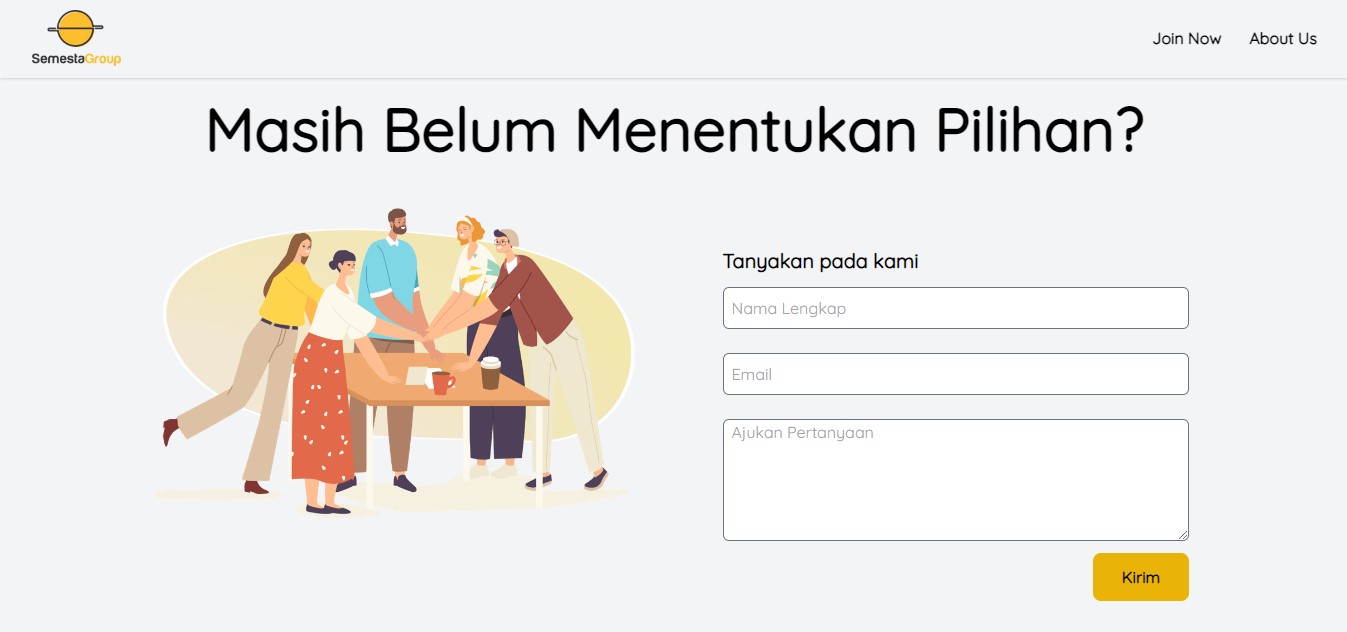 SemestaGroup
Join Now
About Us
Masih Belum Menentukan Pilihan?
Tanyakan pada kami
Nama Lengkap
Email
Ajukan Pertanyaan
Kirim